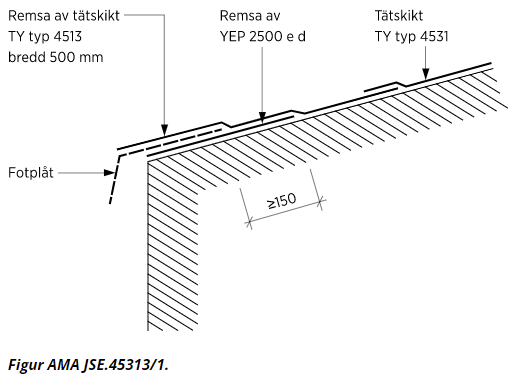 Remsa av tätskikt
TY typ 4513
bredd 500 mm
Remsa av
YEP 2500 e d
Tätskikt
TY typ 4531
Fotplåt
≥150
Figur AMA JSE.45313/1.